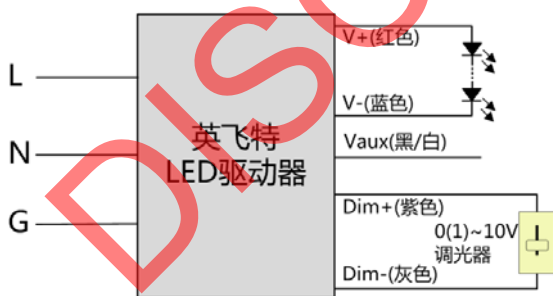 V+(红色)
L
V-(蓝色)
英飞特
Vaux(黑/白)
N
LED驱动器
Dim+(紫色)
G
0(1)~10V
调光器
Dim-(灰色)
DISC